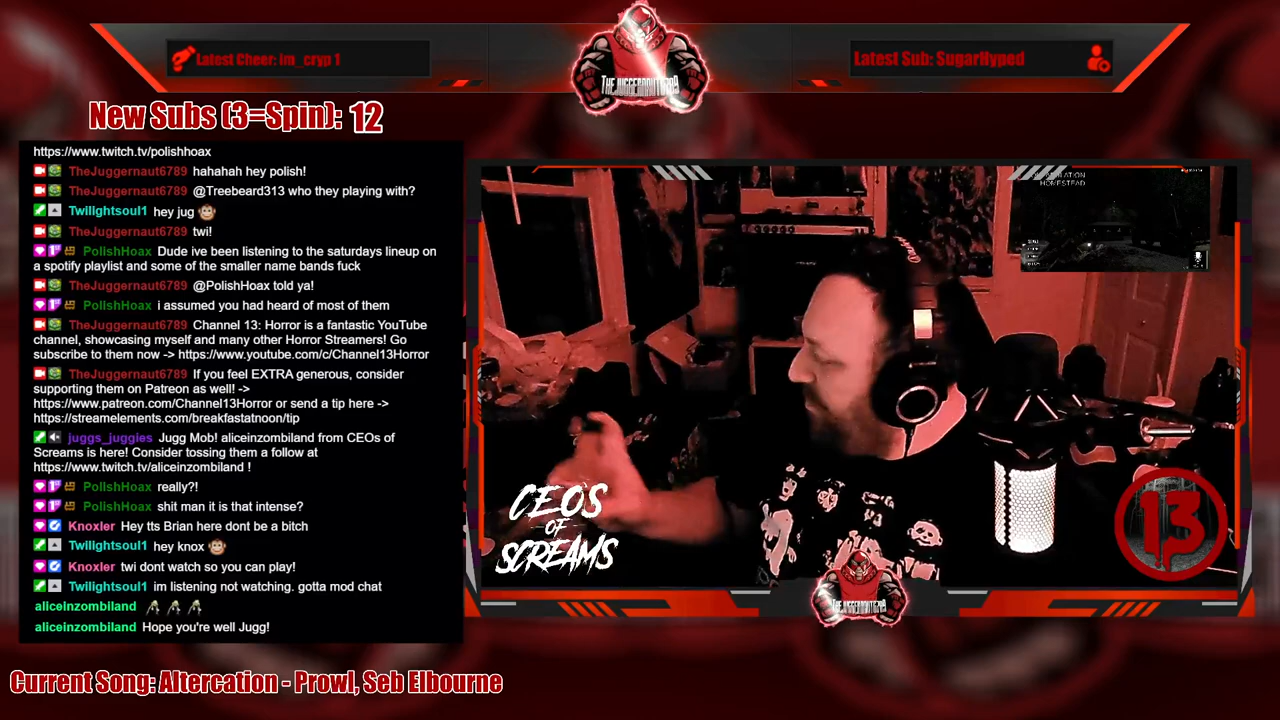 Latest Cheer: im_cryp 1
THEJUGGERNAUT6789
Latest Sub: SugarHyped
New Subs (3=Spin): 12
https://www.twitch.tv/polishhoax
TheJuggernaut6789 hahahah hey polish!
TheJuggernaut6789 @Treebeard313 who they playing with?
Twilightsoul1 hey jug
TheJuggernaut6789 twi!
PolishHoax Dude ive been listening to the saturdays lineup on
a spotify playlist and some of the smaller name bands fuck
TheJuggernaut6789 @PolishHoax told ya!
PolishHoax i assumed you had heard of most of them
TheJuggernaut6789 Channel 13: Horror is a fantastic YouTube
channel, showcasing myself and many other Horror Streamers! Go
subscribe to them now -> https://www.youtube.com/c/Channel13Horror
TheJuggernaut6789 If you feel EXTRA generous, consider
supporting them on Patreon as well! ->
https://www.patreon.com/Channel13Horror or send a tip here ->
https://streamelements.com/breakfastatnoon/tip
juggs_juggies Jugg Mob! aliceinzombiland from CEOs of
Screams is here! Consider tossing them a follow at
https://www.twitch.tv/aliceinzombiland !
PolishHoax really?!
PolishHoax shit man it is that intense?
Knoxler Hey tts Brian here dont be a bitch
Twilightsoul1 hey knox
Knoxler twi dont watch so you can play!
Twilightsoul1 im listening not watching. gotta mod chat
aliceinzombiland
aliceinzombiland Hope you're well Jugg!
HOMESTEAD
CEOS
OF
SCREAMS
13
THEJUGGERNAUT6789
Current Song: Altercation - Prowl, Seb Elbourne